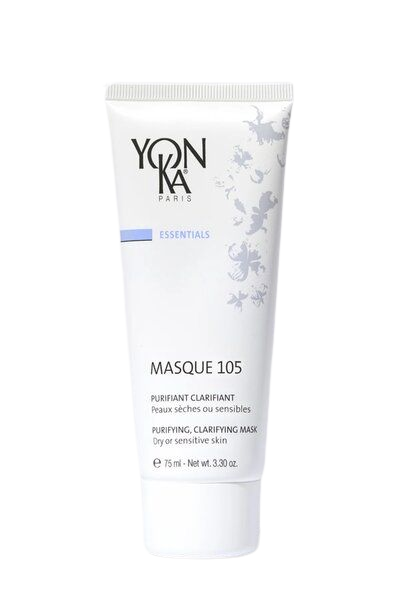 YON
KA®
PARIS
ESSENTIALS
MASQUE 105
PURIFIANT CLARIFIANT
Peaux sèches ou sensibles
PURIFYING, CLARIFYING MASK
Dry or sensitive skin
℮ 75 ml - Net wt. 3.30 oz.